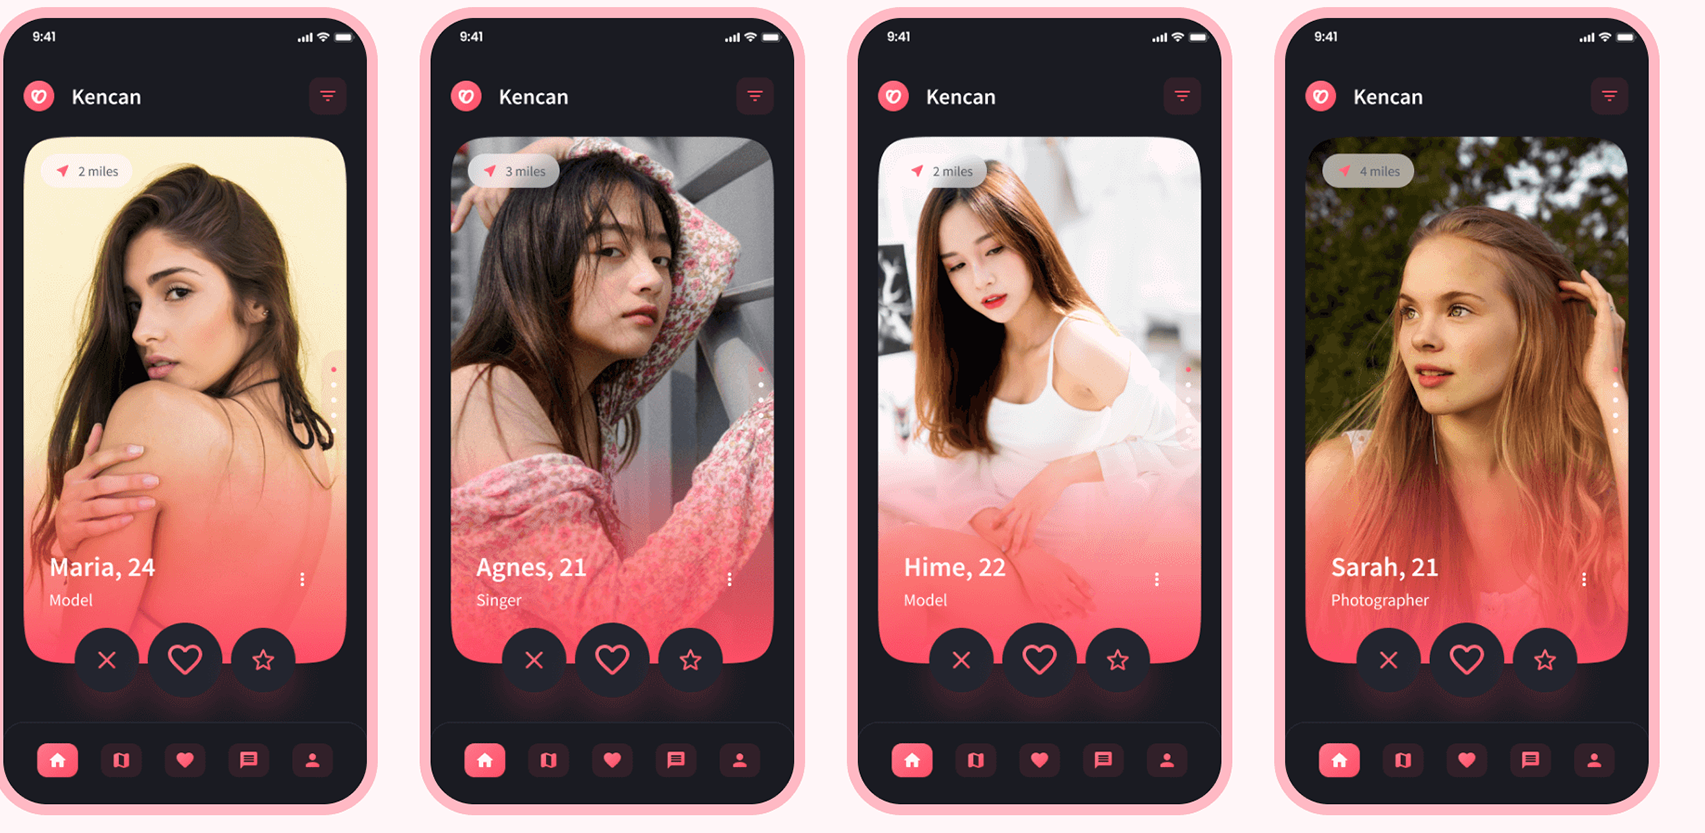 9:41
Kencan
2 miles
Maria, 24
Model
9:41
Kencan
3 miles
Agnes, 21
Singer
9:41
Kencan
2 miles
Hime, 22
Model
9:41
Kencan
4 miles
Sarah, 21
Photographer